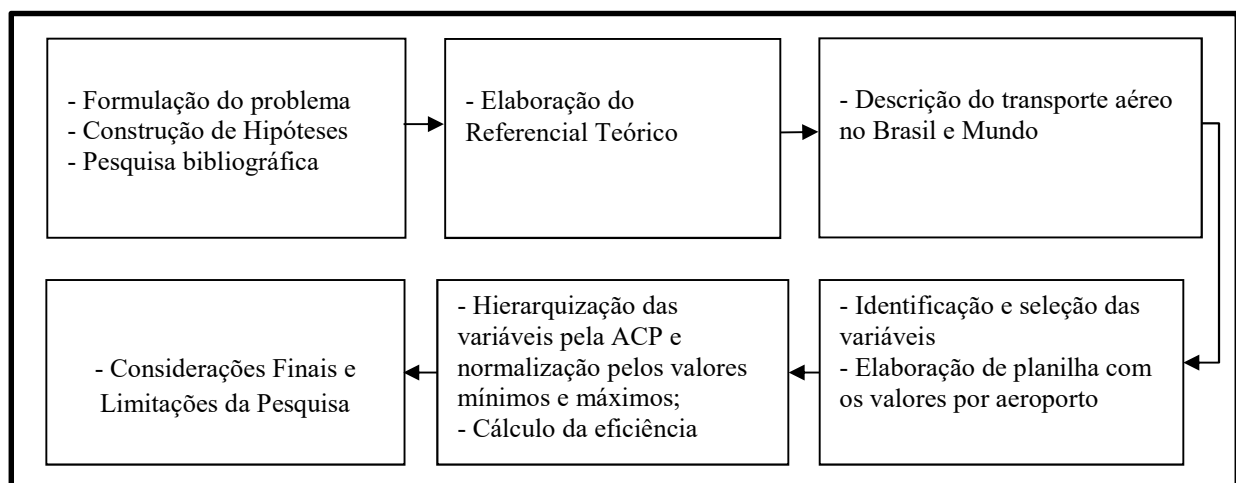 - Formulação do problema
- Construção de Hipóteses
- Pesquisa bibliográfica
- Elaboração do
Referencial Teórico
- Descrição do transporte aéreo
no Brasil e Mundo
- Identificação e seleção das
variáveis
- Elaboração de planilha com
os valores por aeroporto
- Hierarquização das
variáveis pela ACP e
normalização pelos valores
mínimos e máximos;
- Cálculo da eficiência
- Considerações Finais e
Limitações da Pesquisa